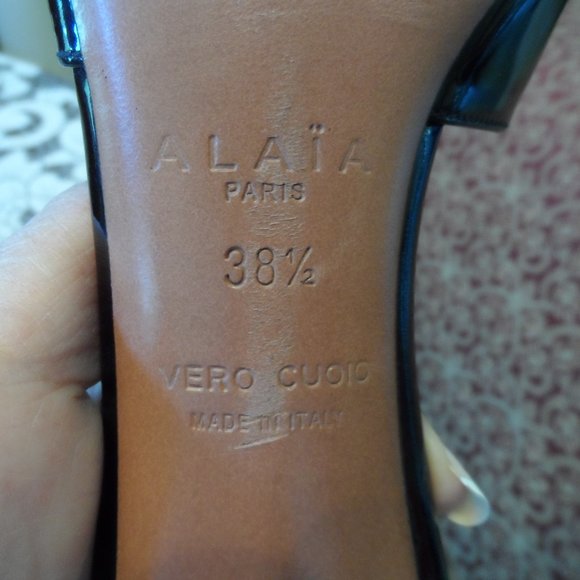 ALAÏA
PARIS
38½
VERO CUOIO
MADE IN ITALY